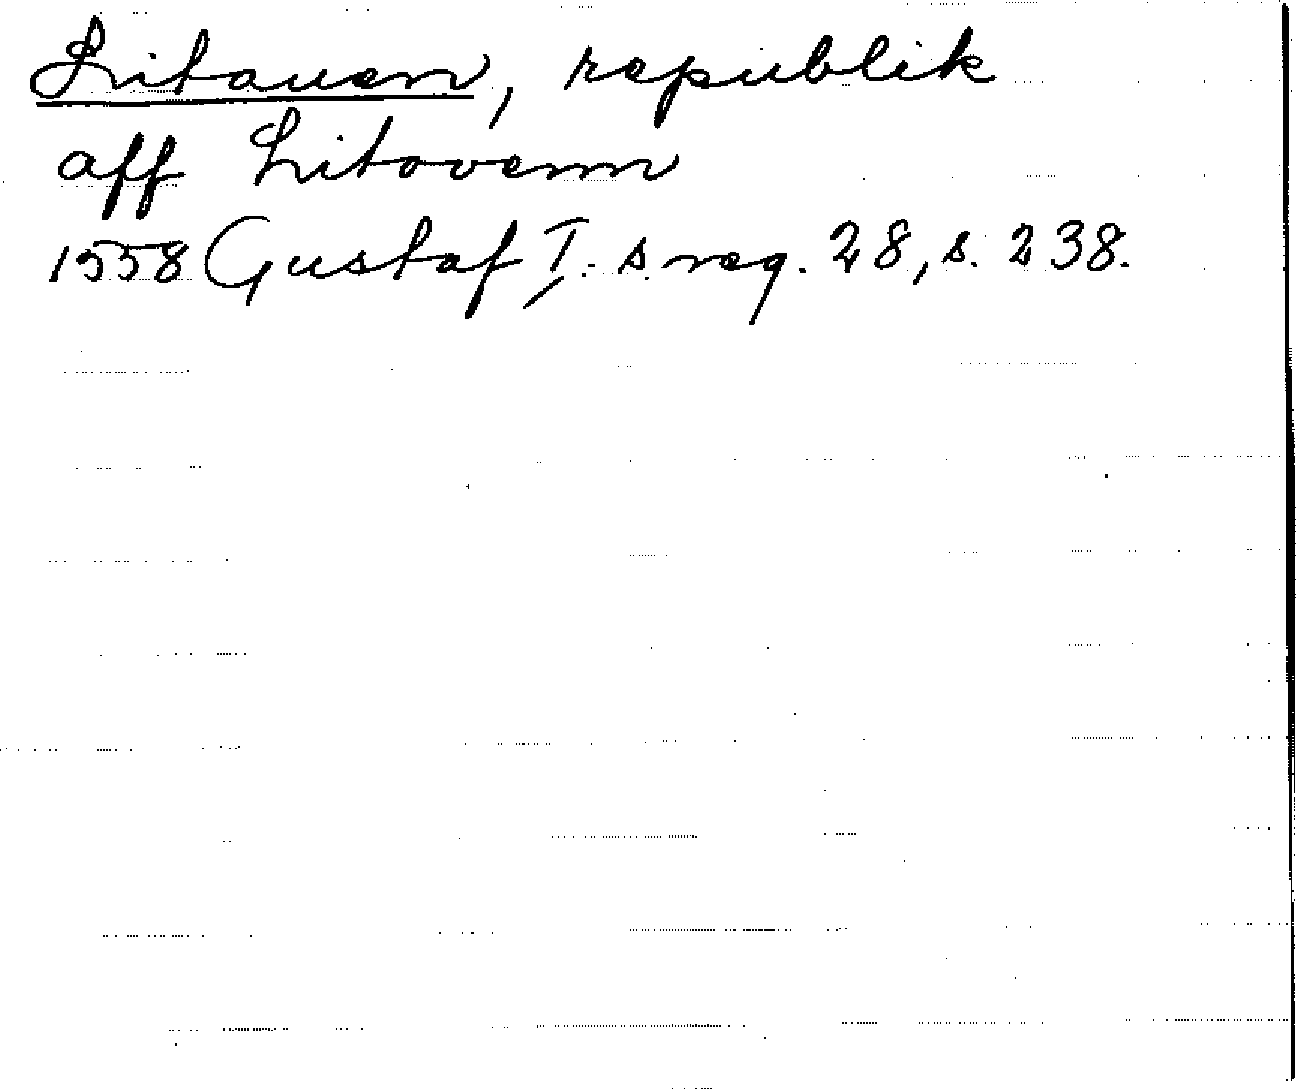 Litauen, republik
aff Litovenn
1558 Gustaf I. s. reg. 28, s. 238.